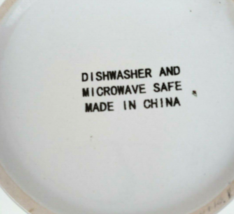 DISHWASHER AND
MICROWAVE SAFE
MADE IN CHINA